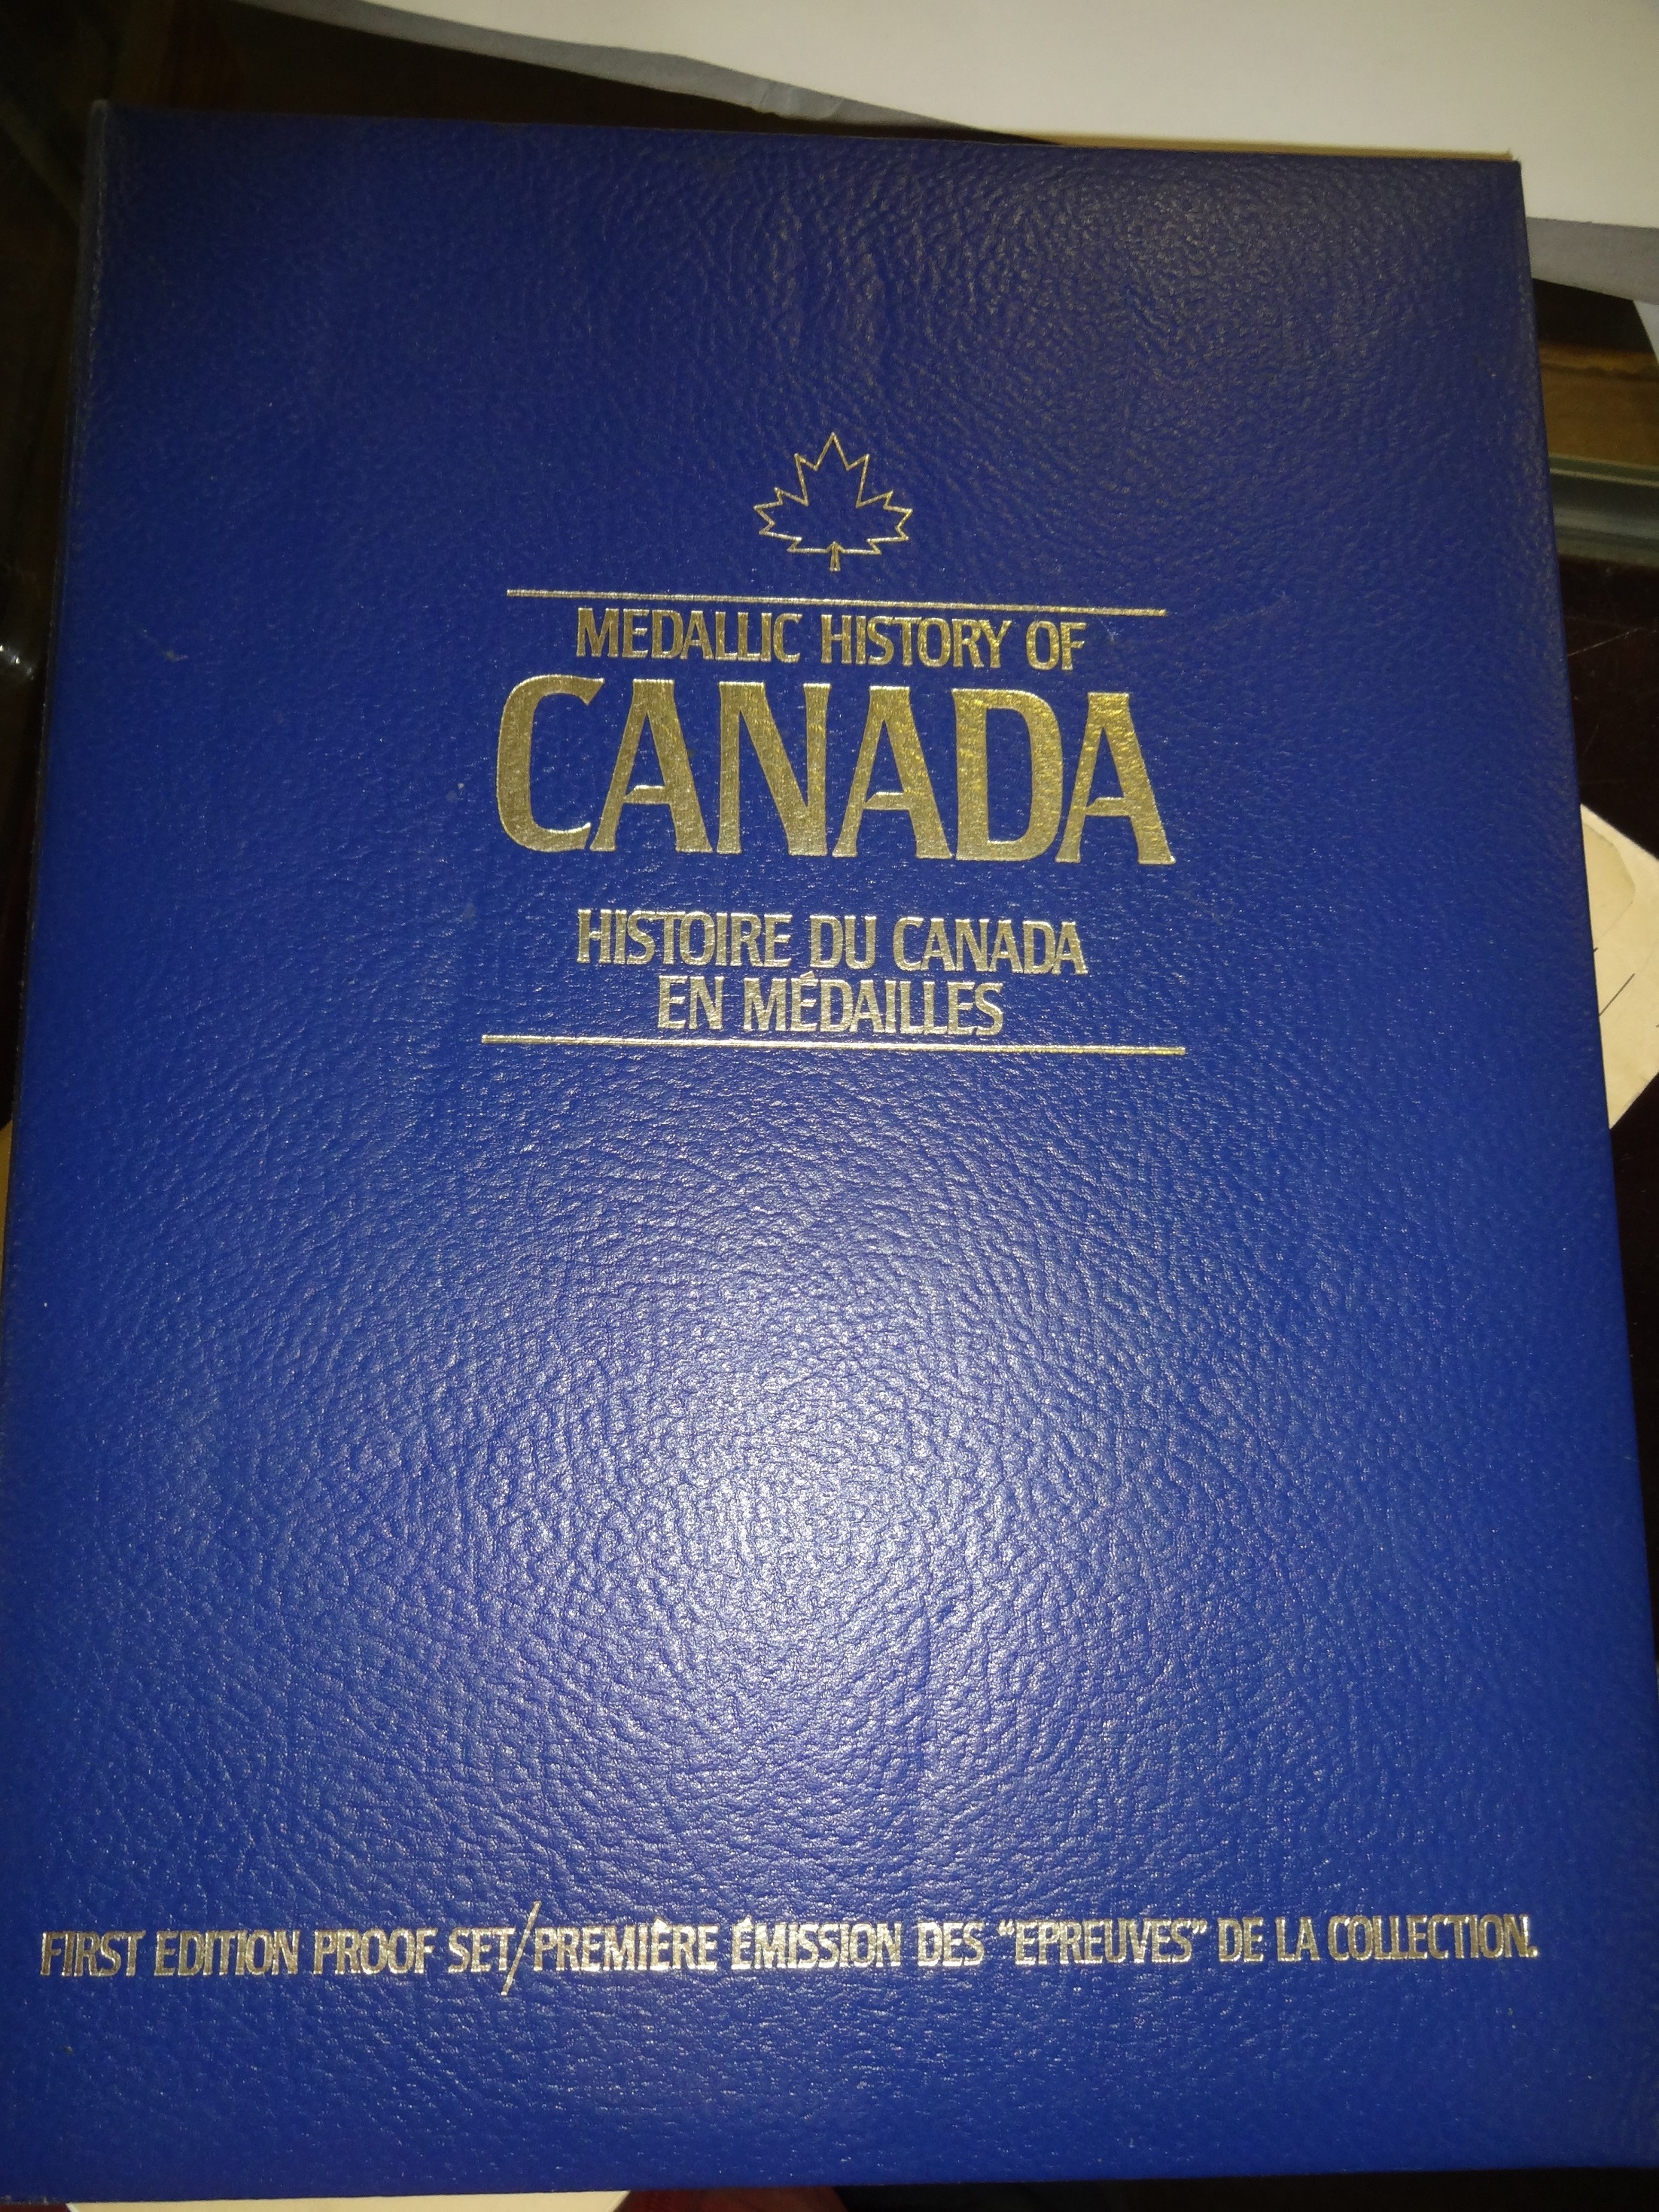 MEDALLIC HISTORY OF
CANADA
HISTOIRE DU CANADA
EN MÉDAILLES
FIRST EDITION PROOF SET/PREMIÈRE ÉMISSION DES "EPREUVES" DE LA COLLECTION.